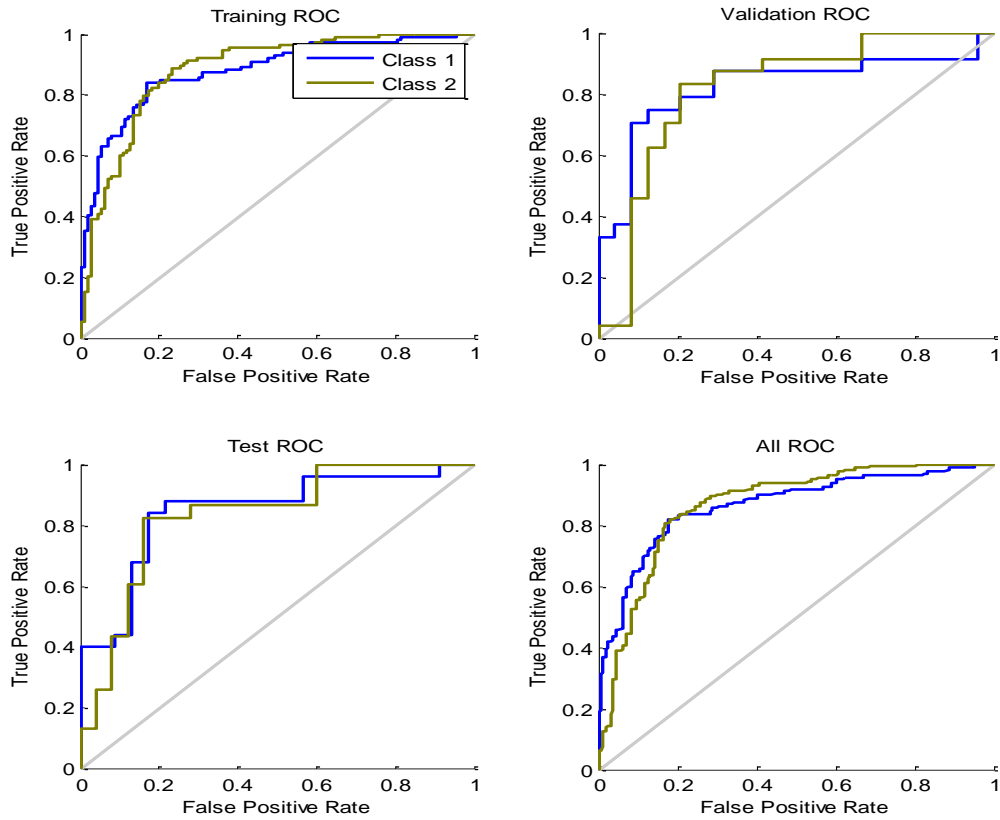 Training ROC
1
0.8
0.6
0.4
0.2
0
True Positive Rate
Class 1
Class 2
0 0.2 0.4 0.6 0.8 1
False Positive Rate
Validation ROC
1
0.8
0.6
0.4
0.2
0
True Positive Rate
0 0.2 0.4 0.6 0.8 1
False Positive Rate
Test ROC
1
0.8
0.6
0.4
0.2
0
True Positive Rate
0 0.2 0.4 0.6 0.8 1
False Positive Rate
All ROC
1
0.8
0.6
0.4
0.2
0
True Positive Rate
0 0.2 0.4 0.6 0.8 1
False Positive Rate